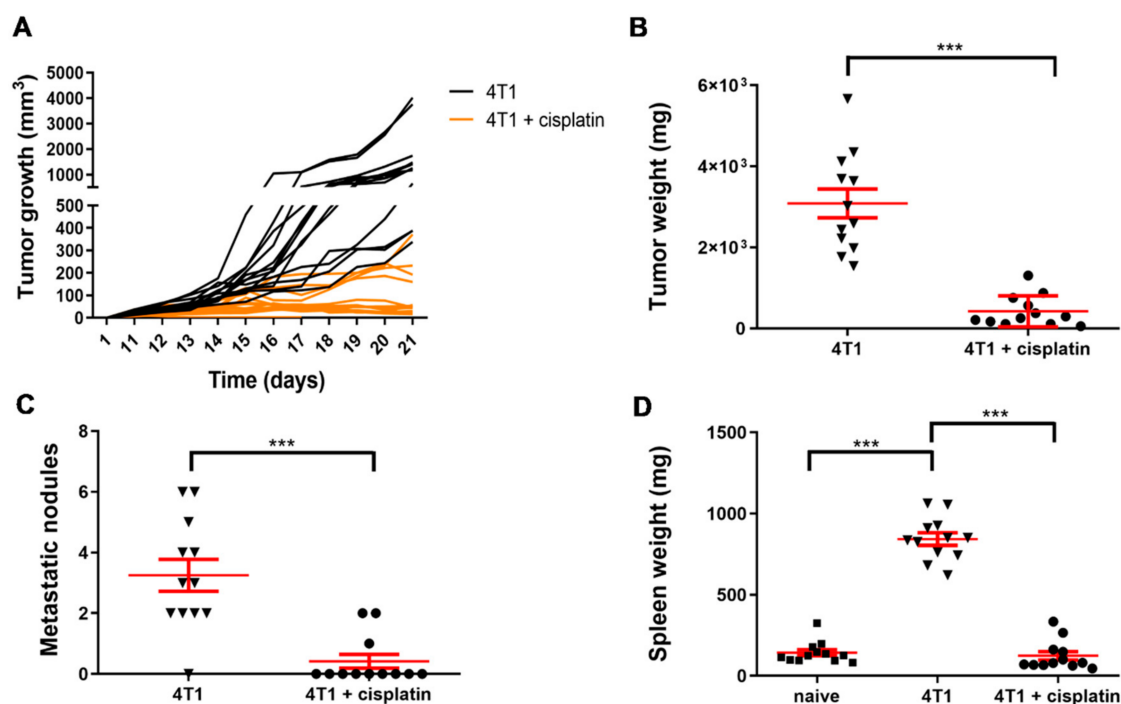 A
Tumor growth (mm³)
5000
4000
3000
2000
1000
500
400
300
200
100
0
1 11 12 13 14 15 16 17 18 19 20 21
Time (days)
4T1
4T1 + cisplatin
B
***
Tumor weight (mg)
6×10³
4×10³
2×10³
0
4T1 4T1 + cisplatin
C
***
Metastatic nodules
8
6
4
2
0
4T1 4T1 + cisplatin
D
***
***
Spleen weight (mg)
1500
1000
500
0
naive 4T1 4T1 + cisplatin